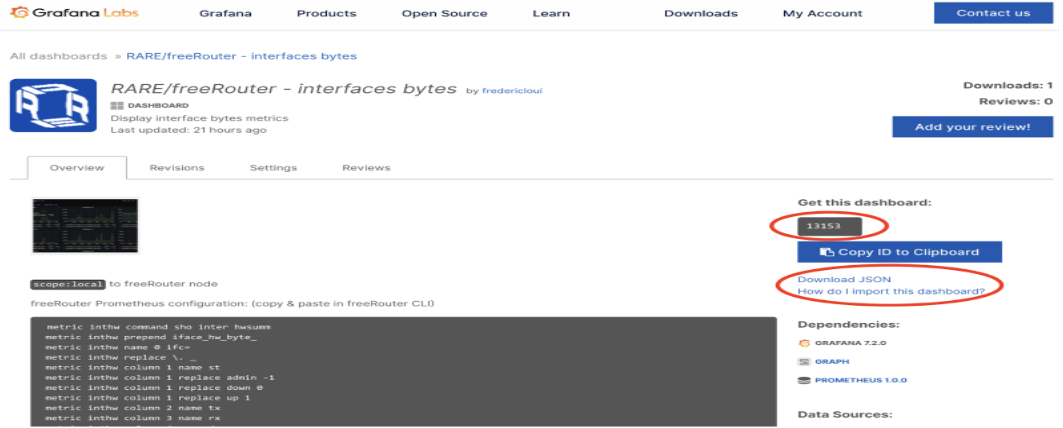 Grafana Labs Grafana Products Open Source Learn Downloads My Account Contact us
All dashboards » RARE/freeRouter - interfaces bytes
RARE/freeRouter - interfaces bytes by fredericloui
DASHBOARD
Display interface bytes metrics
Last updated: 21 hours ago
Downloads: 1
Reviews: 0
Add your review!
Overview Revisions Settings Reviews
Get this dashboard:
13153
Copy ID to Clipboard
Download JSON
How do I import this dashboard?
Dependencies:
GRAFANA 7.2.0
GRAPH
PROMETHEUS 1.0.0
Data Sources:
scope:local to freeRouter node
freeRouter Prometheus configuration: (copy & paste in freeRouter CLI)
metric inthw command sho inter hwsumm
metric inthw prepend iface_hw_byte_
metric inthw name 0 ifc=
metric inthw replace \. _
metric inthw column 1 name st
metric inthw column 1 replace admin -1
metric inthw column 1 replace down 0
metric inthw column 1 replace up 1
metric inthw column 2 name tx
metric inthw column 3 name rx